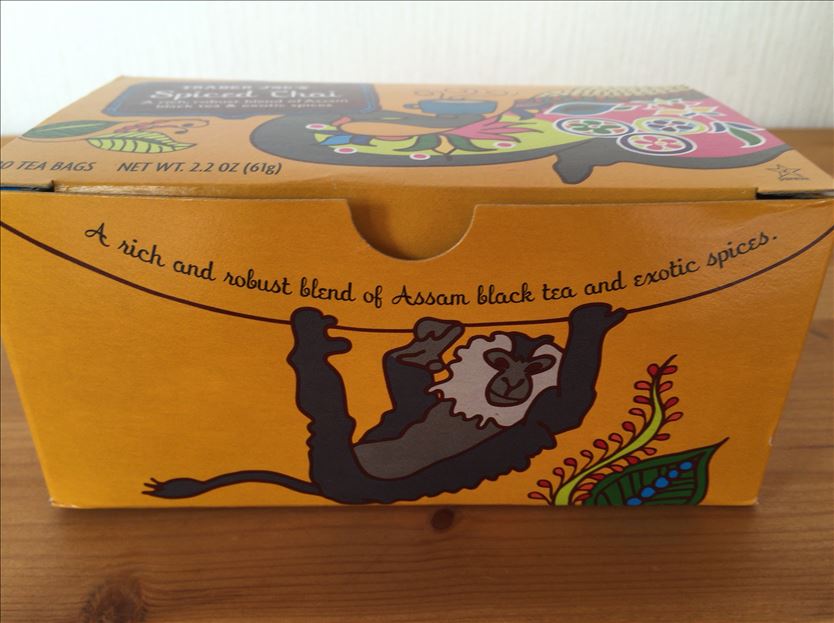 TRADER JOE'S
Spiced Chai
A rich, robust blend of Assam
black tea & exotic spices
TEA BAGS NET WT. 2.2 OZ (61g)
A rich and robust blend of Assam black tea and exotic spices.